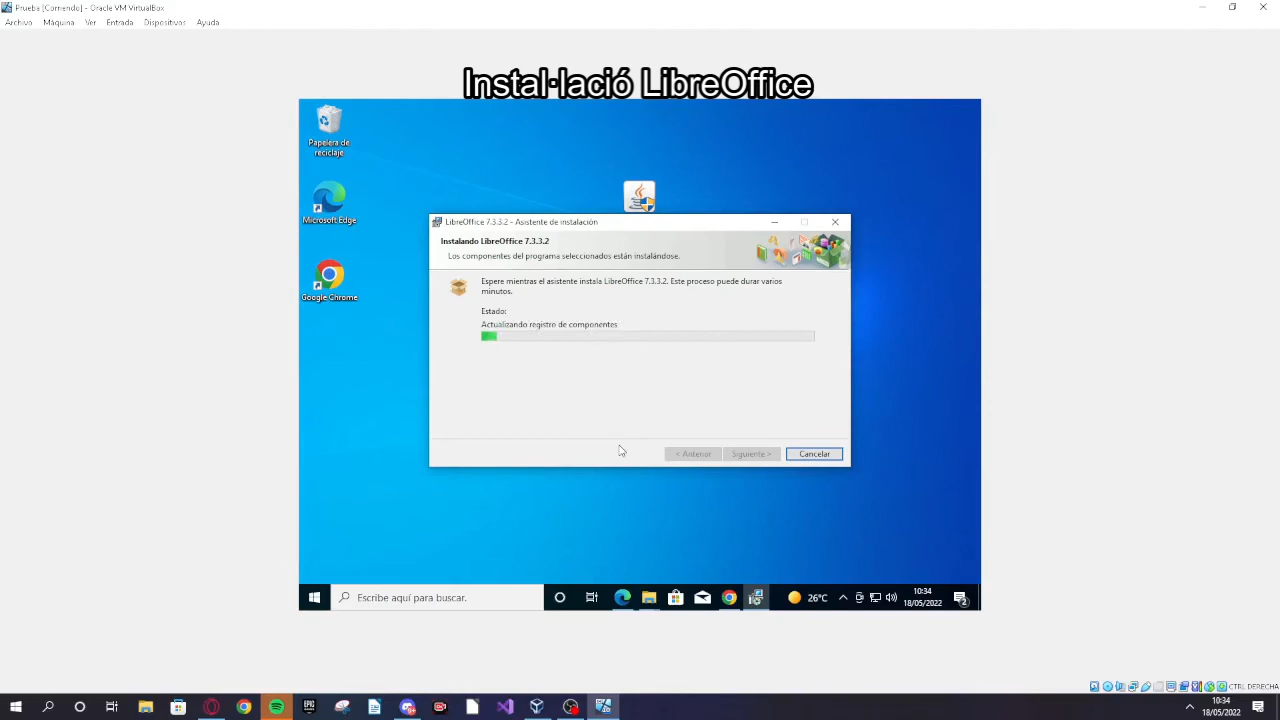 Prueba [Corriendo] - Oracle VM VirtualBox
Archivo Máquina Ver Entrada Dispositivos Ayuda
Instal·lació LibreOffice
Papelera de
reciclaje
Microsoft Edge
Google Chrome
LibreOffice 7.3.3.2 - Asistente de instalación
Instalando LibreOffice 7.3.3.2
Los componentes del programa seleccionados están instalándose.
Espere mientras el asistente instala LibreOffice 7.3.3.2. Este proceso puede durar varios
minutos.
Estado:
Actualizando registro de componentes
< Anterior Siguiente > Cancelar
Escribe aquí para buscar.
26°C
10:34
18/05/2022
2
CTRL DERECHA
EPIC
10:34
18/05/2022